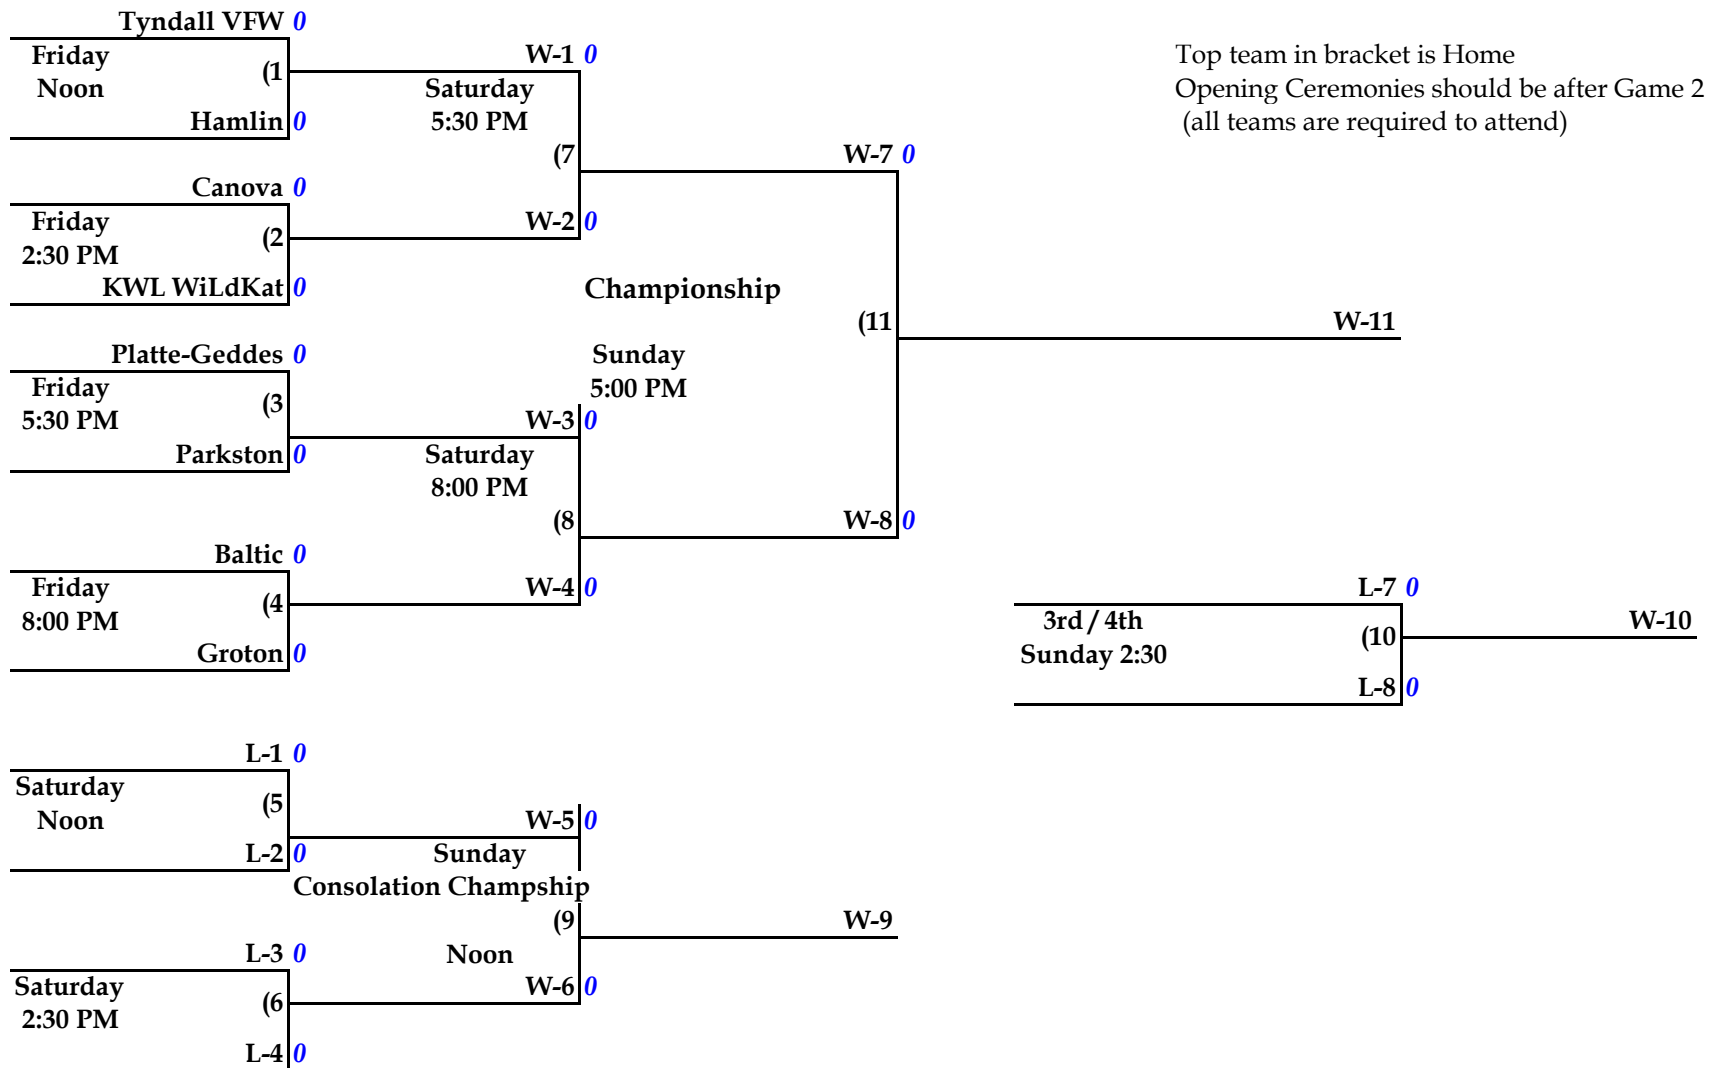 Tyndall VFW 0
Friday
Noon
(1
Hamlin 0
W-1 0
Saturday
5:30 PM
(7
Canova 0
Friday
2:30 PM
(2
KWL WiLdKat 0
W-2 0
W-7 0
Top team in bracket is Home
Opening Ceremonies should be after Game 2
(all teams are required to attend)
Championship
(11
Sunday
5:00 PM
W-11
Platte-Geddes 0
Friday
5:30 PM
(3
Parkston 0
W-3 0
Saturday
8:00 PM
(8
W-8 0
Baltic 0
Friday
8:00 PM
(4
Groton 0
W-4 0
L-7 0
3rd / 4th
Sunday 2:30
(10
L-8 0
W-10
L-1 0
Saturday
Noon
(5
L-2 0
W-5 0
Sunday
Consolation Champship
(9
Noon
W-9
L-3 0
Saturday
2:30 PM
(6
L-4 0
W-6 0